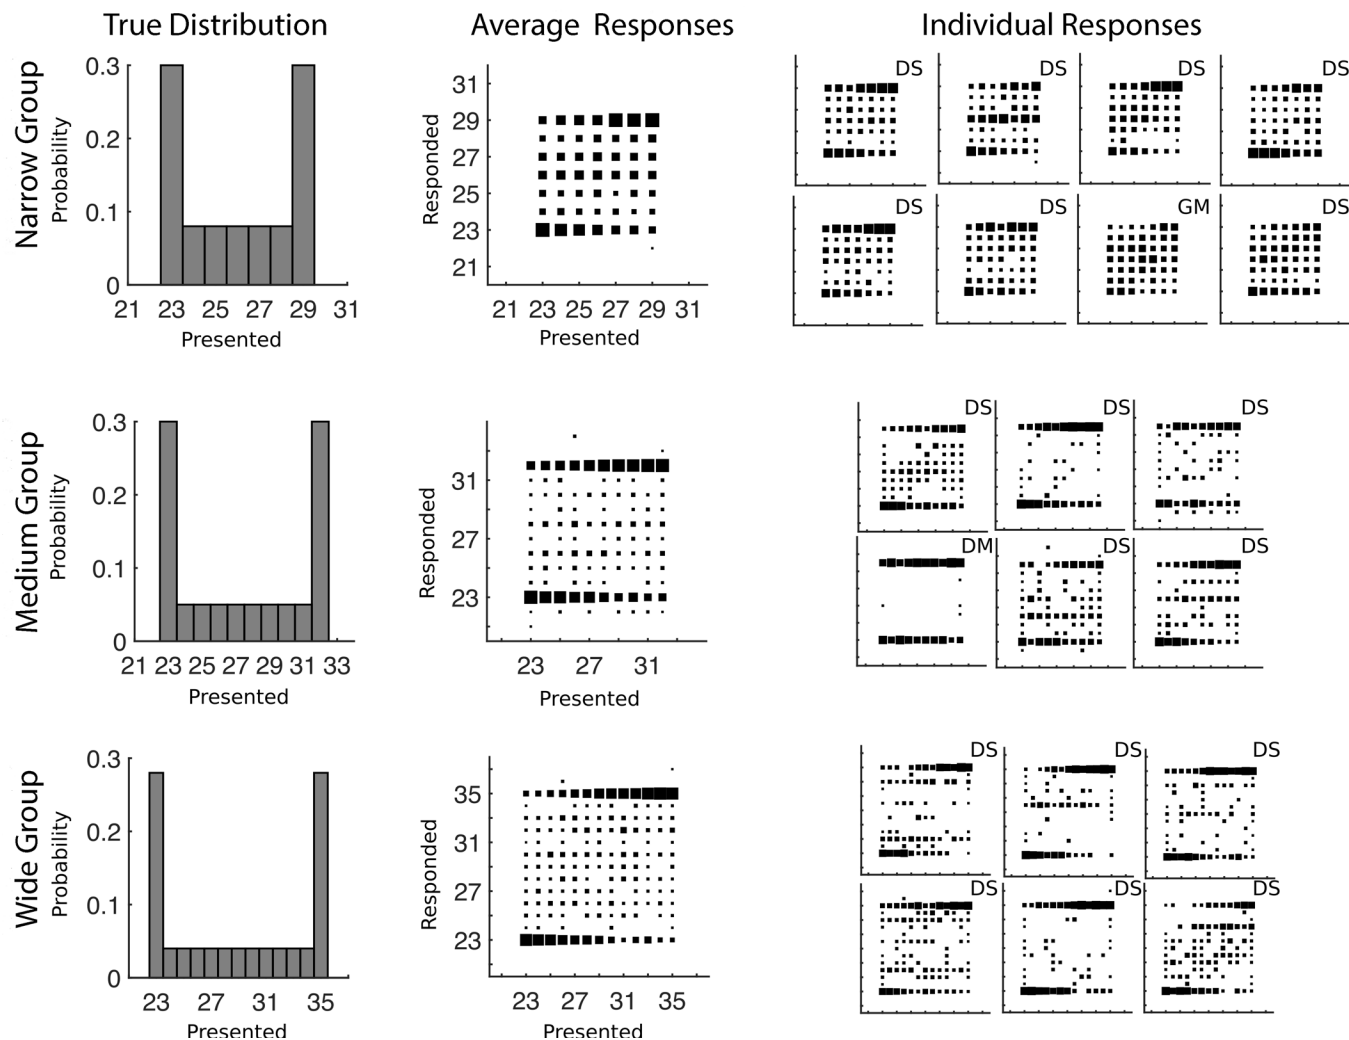 True Distribution
Average Responses
Individual Responses
Narrow Group
Probability
0.3
0.2
0.1
0
21 23 25 27 29 31
Presented
Responded
31
29
27
25
23
21
21 23 25 27 29 31
Presented
DS DS DS DS
DS DS GM DS
Medium Group
Probability
0.3
0.2
0.1
0
21 23 25 27 29 31 33
Presented
Responded
31
27
23
23 27 31
Presented
DS DS DS
DM DS DS
Wide Group
Probability
0.3
0.2
0.1
0
23 27 31 35
Presented
Responded
35
31
27
23
23 27 31 35
Presented
DS DS DS
DS DS DS